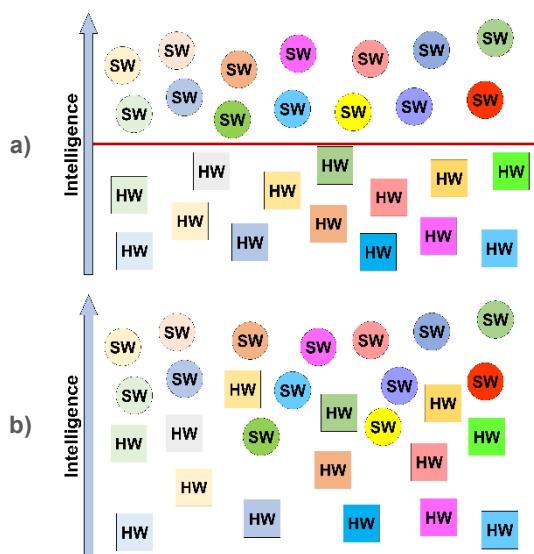 a)
Intelligence
SW SW SW SW SW SW SW
SW SW SW SW SW SW SW
HW HW HW HW HW HW HW
HW HW HW HW HW HW HW
b)
Intelligence
SW SW SW SW SW SW SW
SW SW HW SW SW HW SW
HW HW SW HW SW HW
HW HW HW
HW HW HW HW HW